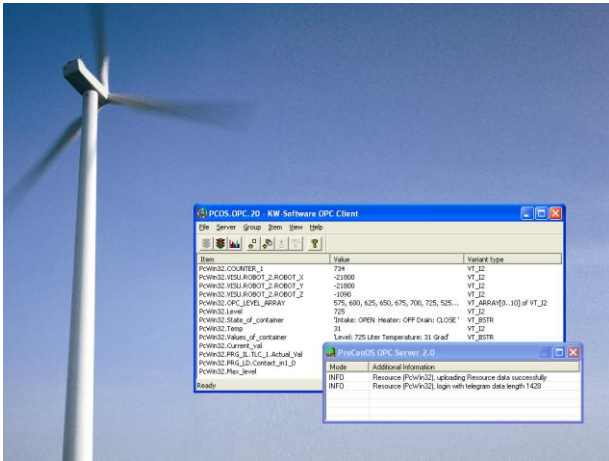 PCOS.OPC.20 - KW-Software OPC Client
File Server Group Item View Help
Item Value Variant type
PcWin32.COUNTER_1 734 VT_I2
PcWin32.VISU.ROBOT_2.ROBOT_X -21800 VT_I2
PcWin32.VISU.ROBOT_2.ROBOT_Y -21800 VT_I2
PcWin32.VISU.ROBOT_2.ROBOT_Z -1090 VT_I2
PcWin32.OPC_LEVEL_ARRAY 575, 600, 625, 650, 675, 700, 725, 525... VT_ARRAY[0..10] of VT_I2
PcWin32.Level 725 VT_I2
PcWin32.State_of_container 'Intake: OPEN Heater: OFF Drain: CLOSE ' VT_BSTR
PcWin32.Temp 31 VT_I2
PcWin32.Values_of_container 'Level: 725 Liter Temperature: 31 Grad' VT_BSTR
PcWin32.Current_val
PcWin32.PRG_IL.TLC_1.Actual_Val
PcWin32.PRG_LD.Contact_in1_0
PcWin32.Max_level
Ready
ProConOS OPC Server 2.0
Mode Additional Information
INFO Resource (PcWin32), uploading Resource data successfully
INFO Resource (PcWin32), login with telegram data length 1428